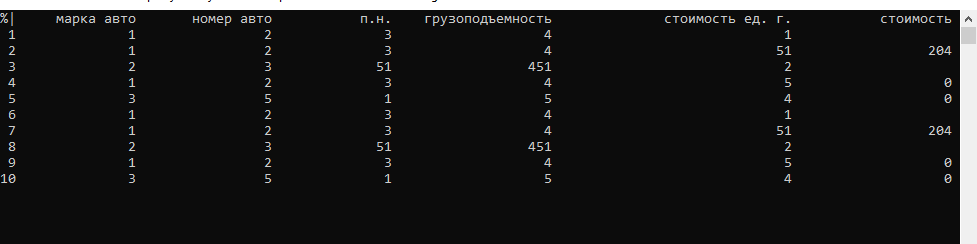 %| марка авто номер авто п.н. грузоподъемность стоимость ед. г. стоимость
1 1 2 3 4 1
2 1 2 3 4 51 204
3 2 3 51 451 2
4 1 2 3 4 5 0
5 3 5 1 5 4 0
6 1 2 3 4 1
7 1 2 3 4 51 204
8 2 3 51 451 2
9 1 2 3 4 5 0
10 3 5 1 5 4 0